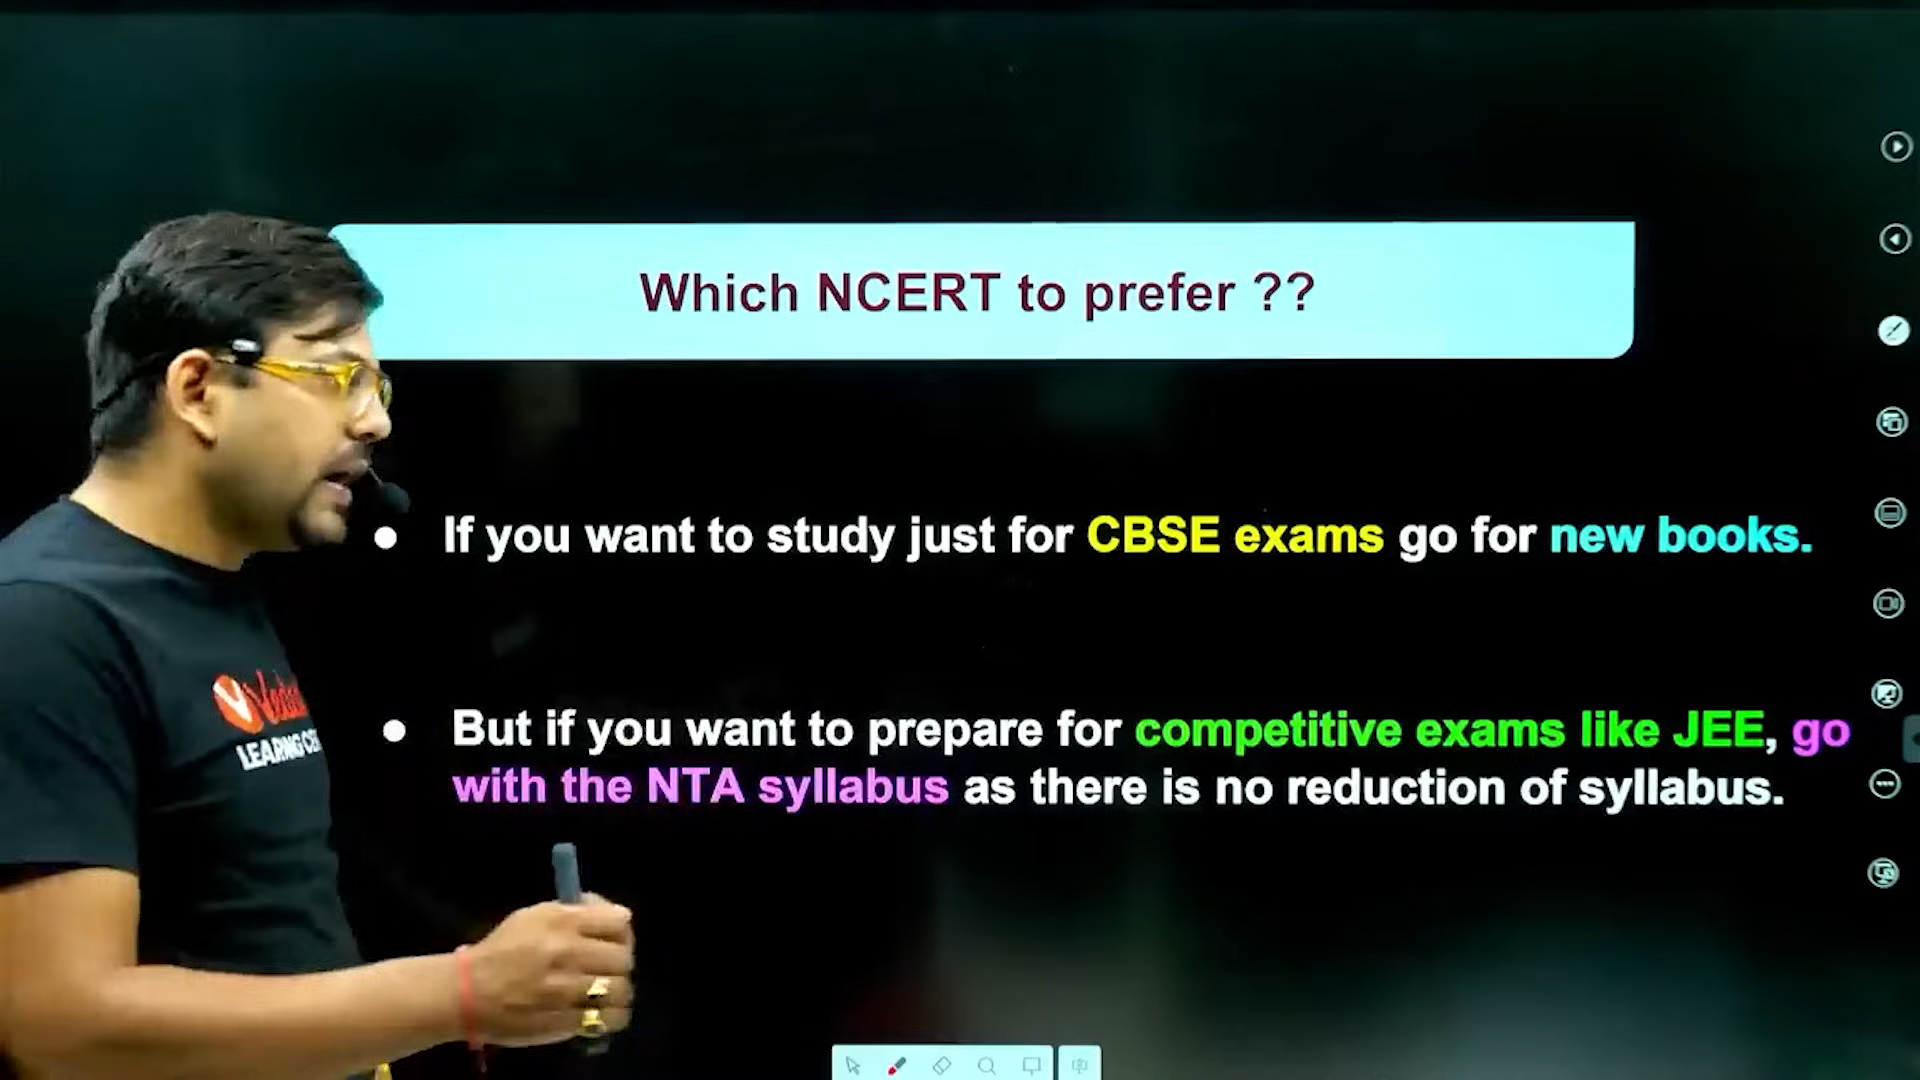 Which NCERT to prefer ??
If you want to study just for CBSE exams go for new books.
But if you want to prepare for competitive exams like JEE, go
with the NTA syllabus as there is no reduction of syllabus.
LEARNING